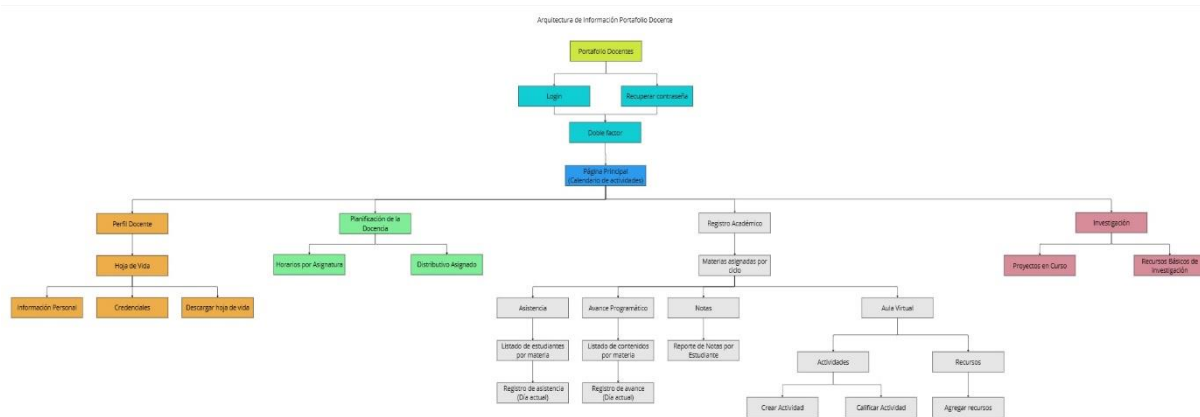 Arquitectura de Información Portafolio Docente
Portafolio Docentes
Login
Recuperar contraseña
Doble factor
Página Principal
(Calendario de actividades)
Perfil Docente
Planificación de la
Docencia
Registro Académico
Investigación
Hoja de Vida
Horarios por Asignatura
Distributivo Asignado
Materias asignadas por
ciclo
Proyectos en Curso
Recursos Básicos de
Investigación
Información Personal
Credenciales
Descargar hoja de vida
Asistencia
Avance Programático
Notas
Aula Virtual
Listado de estudiantes
por materia
Listado de contenidos
por materia
Reporte de Notas por
Estudiante
Actividades
Recursos
Registro de asistencia
(Día actual)
Registro de avance
(Día actual)
Crear Actividad
Calificar Actividad
Agregar recursos